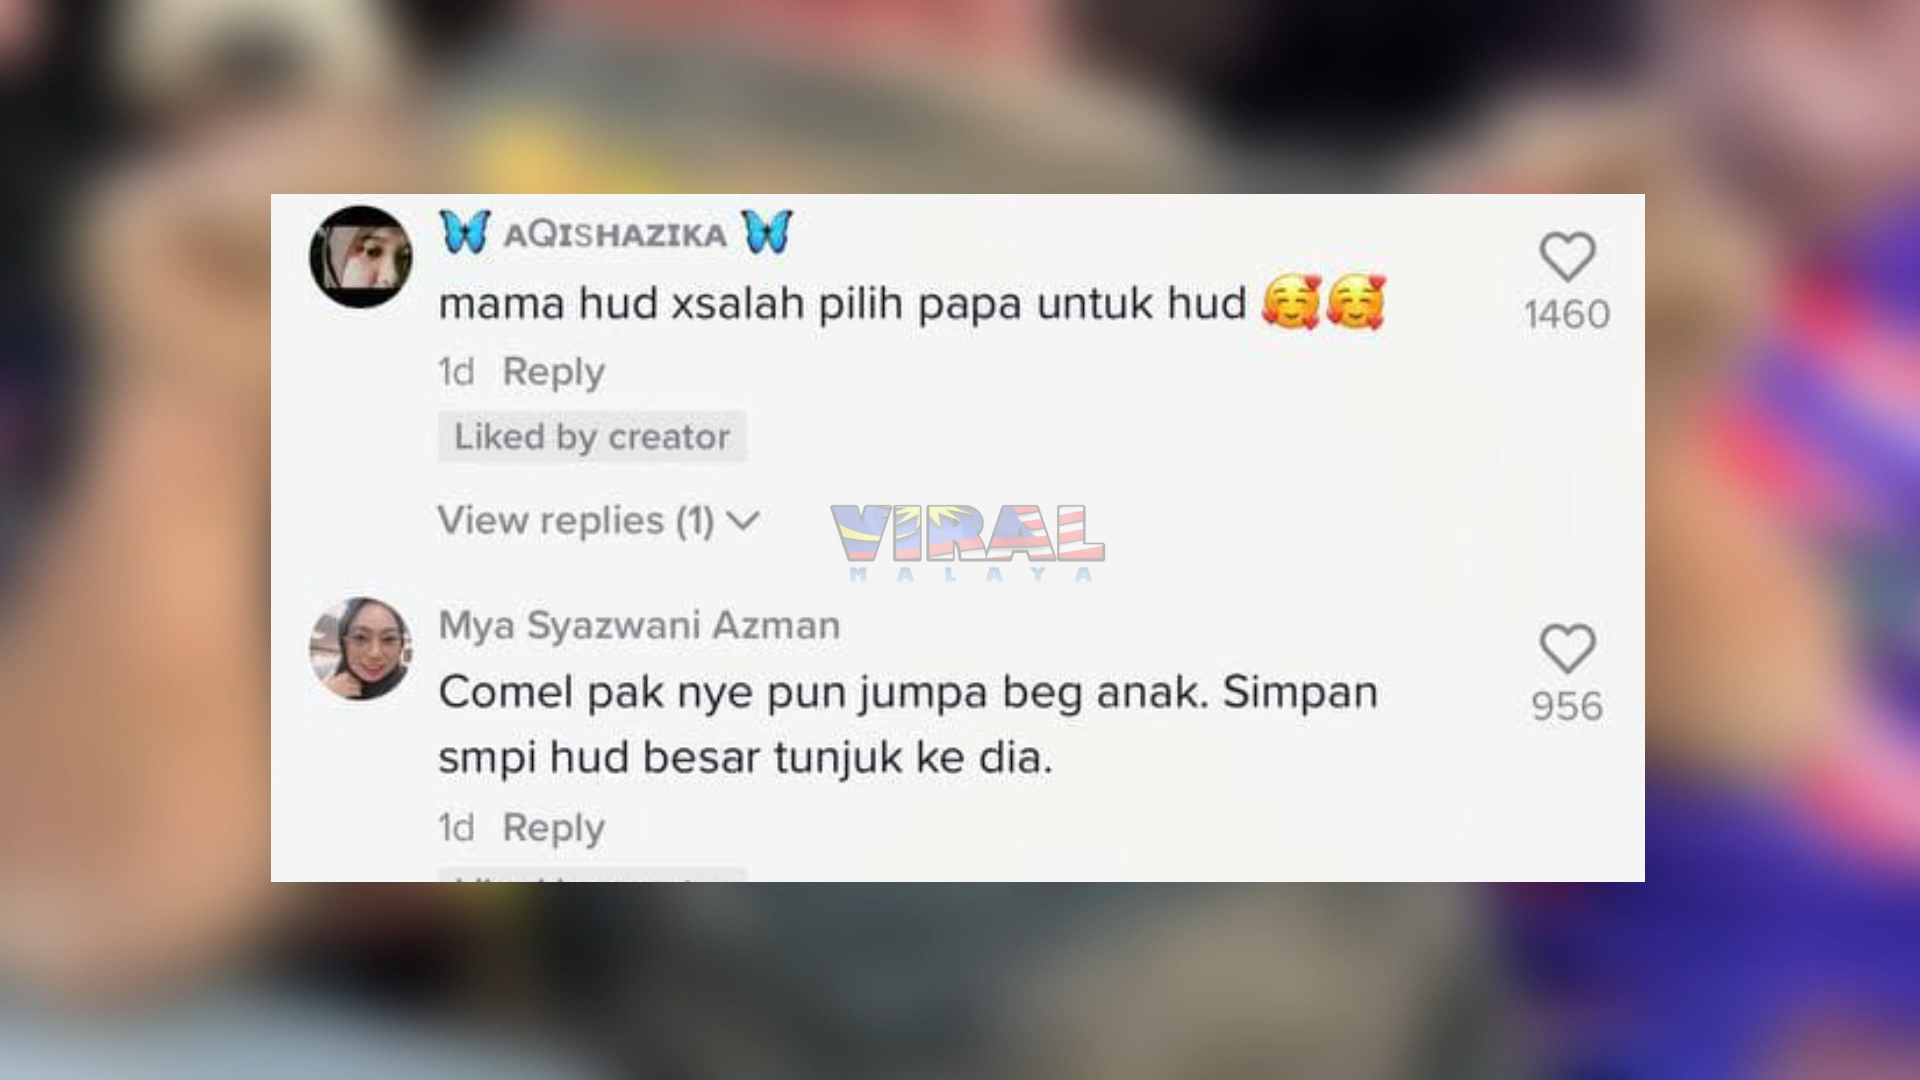 🦋 ᴀQɪsʜᴀᴢɪᴋᴀ 🦋
mama hud xsalah pilih papa untuk hud 🥰🥰
1460
1d Reply
Liked by creator
View replies (1)
VIRAL
MALAYA
Mya Syazwani Azman
Comel pak nye pun jumpa beg anak. Simpan
smpi hud besar tunjuk ke dia.
956
1d Reply